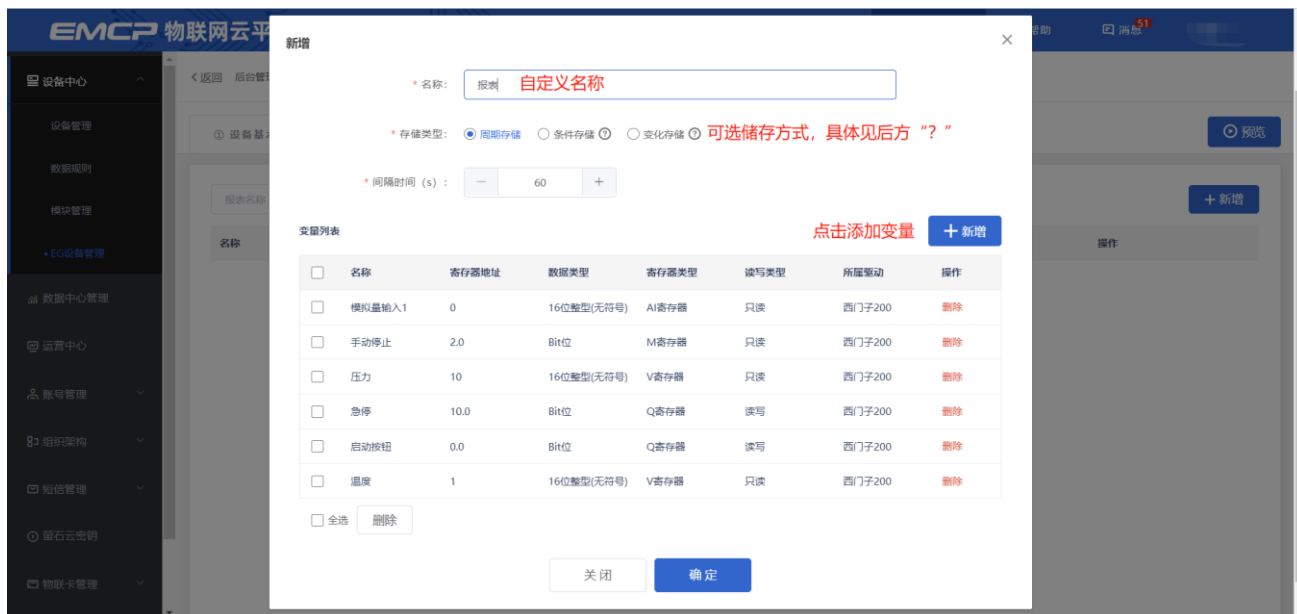 EMCP 物联网云平
51
帮助
消息
设备中心
设备管理
数据规则
模块管理
•EG设备管理
数据中心管理
运营中心
账号管理
组织架构
短信管理
萤石云密钥
物联卡管理
返回 后台管理
① 设备基本
预览
报表名称
新增
名称
操作
新增
* 名称： 报表 自定义名称
* 存储类型： 周期存储 条件存储 ? 变化存储 ? 可选储存方式，具体见后方“？”
* 间隔时间 (s) ： － 60 +
变量列表
点击添加变量
新增
名称 寄存器地址 数据类型 寄存器类型 读写类型 所属驱动 操作
模拟量输入1 0 16位整型(无符号) AI寄存器 只读 西门子200 删除
手动停止 2.0 Bit位 M寄存器 只读 西门子200 删除
压力 10 16位整型(无符号) V寄存器 只读 西门子200 删除
急停 10.0 Bit位 Q寄存器 读写 西门子200 删除
启动按钮 0.0 Bit位 Q寄存器 读写 西门子200 删除
温度 1 16位整型(无符号) V寄存器 只读 西门子200 删除
全选 删除
关闭 确定